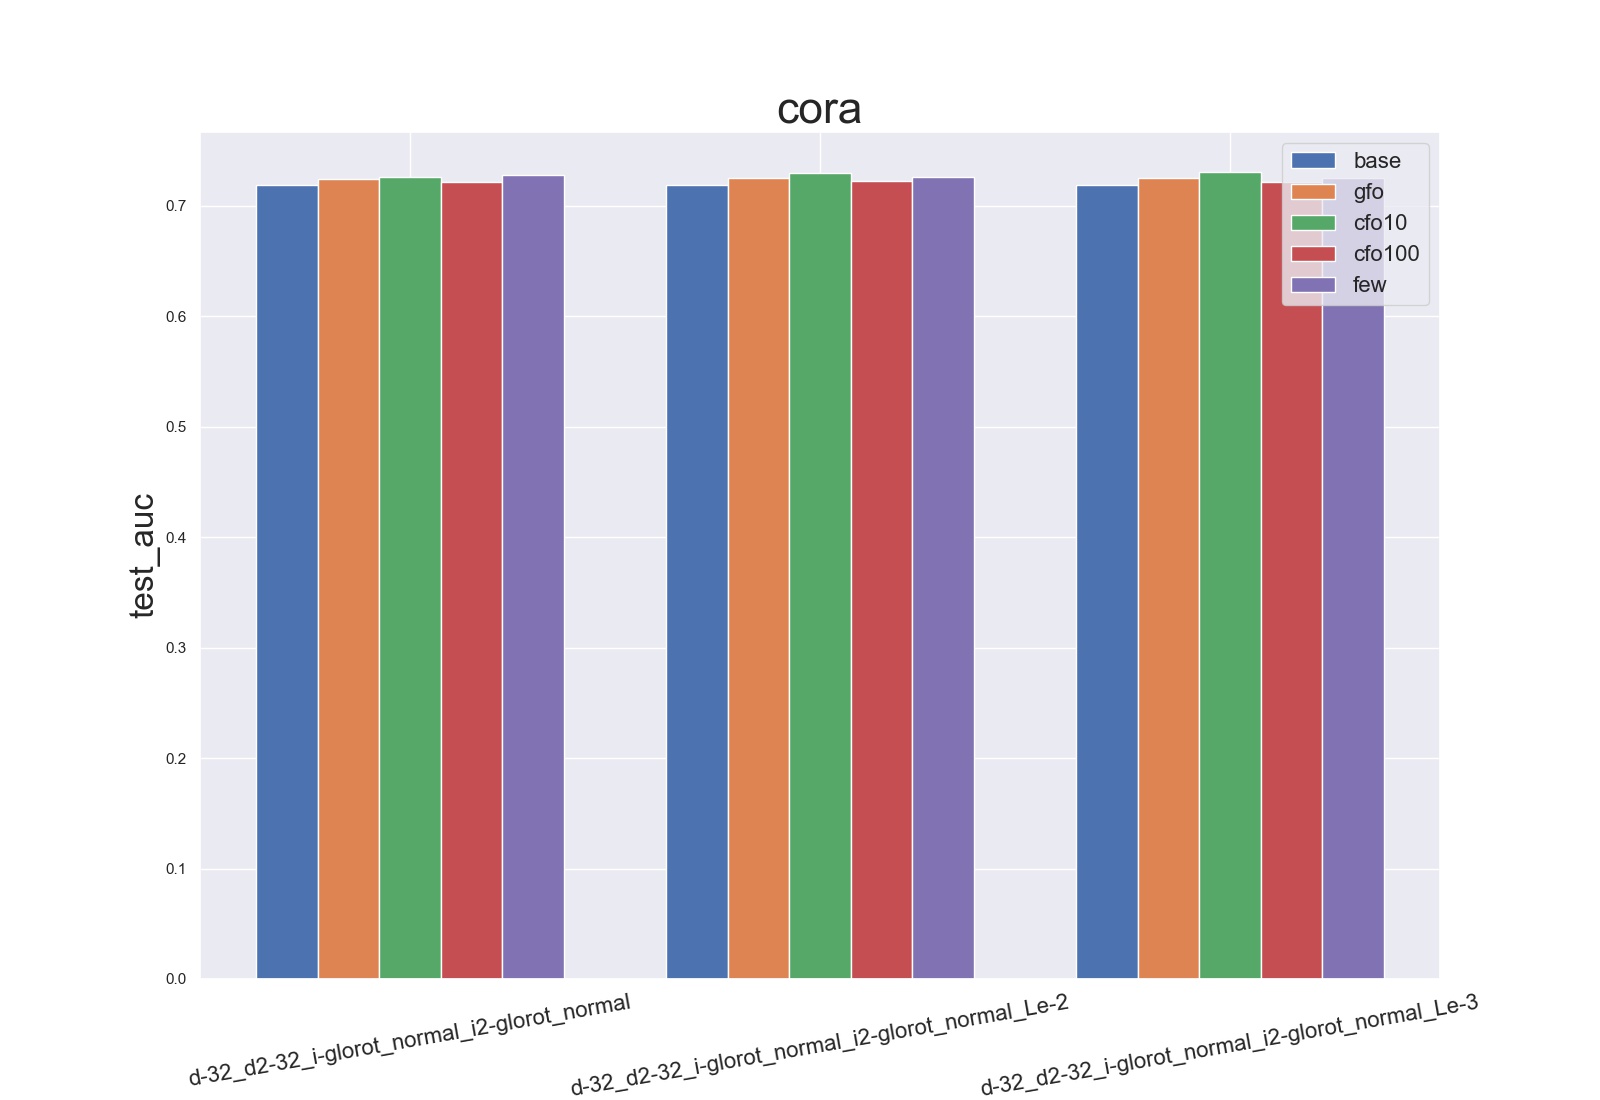 cora
base
gfo
cfo10
cfo100
few
test_auc
0.7
0.6
0.5
0.4
0.3
0.2
0.1
0.0
d-32_d2-32_i-glorot_normal_i2-glorot_normal
d-32_d2-32_i-glorot_normal_i2-glorot_normal_Le-2
d-32_d2-32_i-glorot_normal_i2-glorot_normal_Le-3